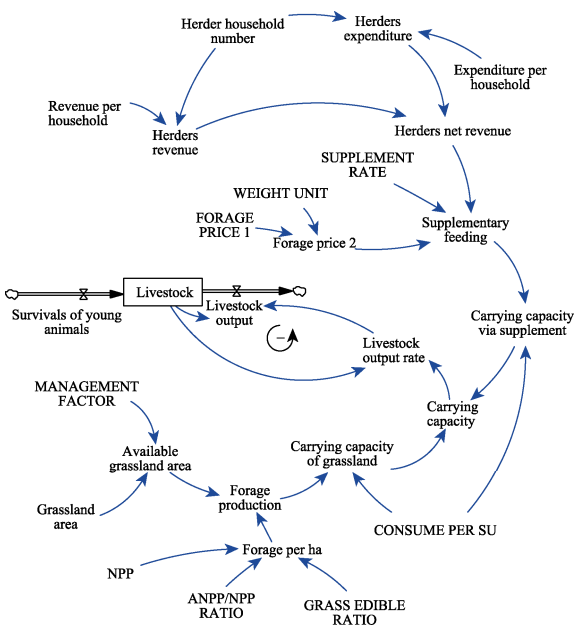 Herder household
number
Herders
expenditure
Expenditure per
household
Revenue per
household
Herders
revenue
Herders net revenue
SUPPLEMENT
RATE
WEIGHT UNIT
FORAGE
PRICE 1
Forage price 2
Supplementary
feeding
Livestock
Survivals of young
animals
Livestock
output
–
Carrying capacity
via supplement
Livestock
output rate
MANAGEMENT
FACTOR
Carrying
capacity
Available
grassland area
Carrying capacity
of grassland
Forage
production
Grassland
area
CONSUME PER SU
Forage per ha
NPP
ANPP/NPP
RATIO
GRASS EDIBLE
RATIO